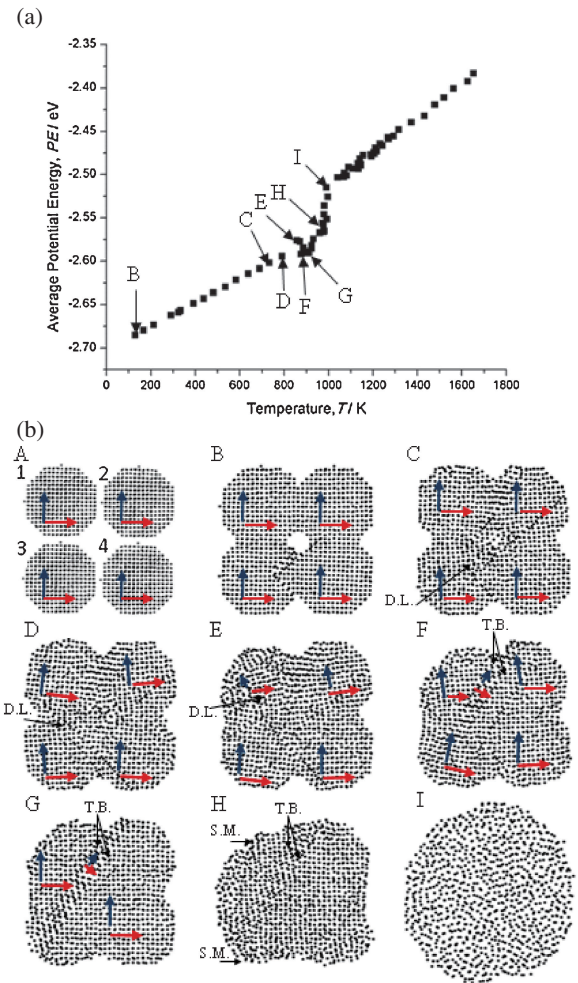 (a)
-2.35
-2.40
-2.45
-2.50
-2.55
-2.60
-2.65
-2.70
Average Potential Energy, PE / eV
B
C
E
H
I
D
F
G
0 200 400 600 800 1000 1200 1400 1600 1800
Temperature, T / K
(b)
A B C
1 2
3 4
D.L.
D E F
T.B.
D.L.
G H I
T.B. T.B.
S.M.
S.M.